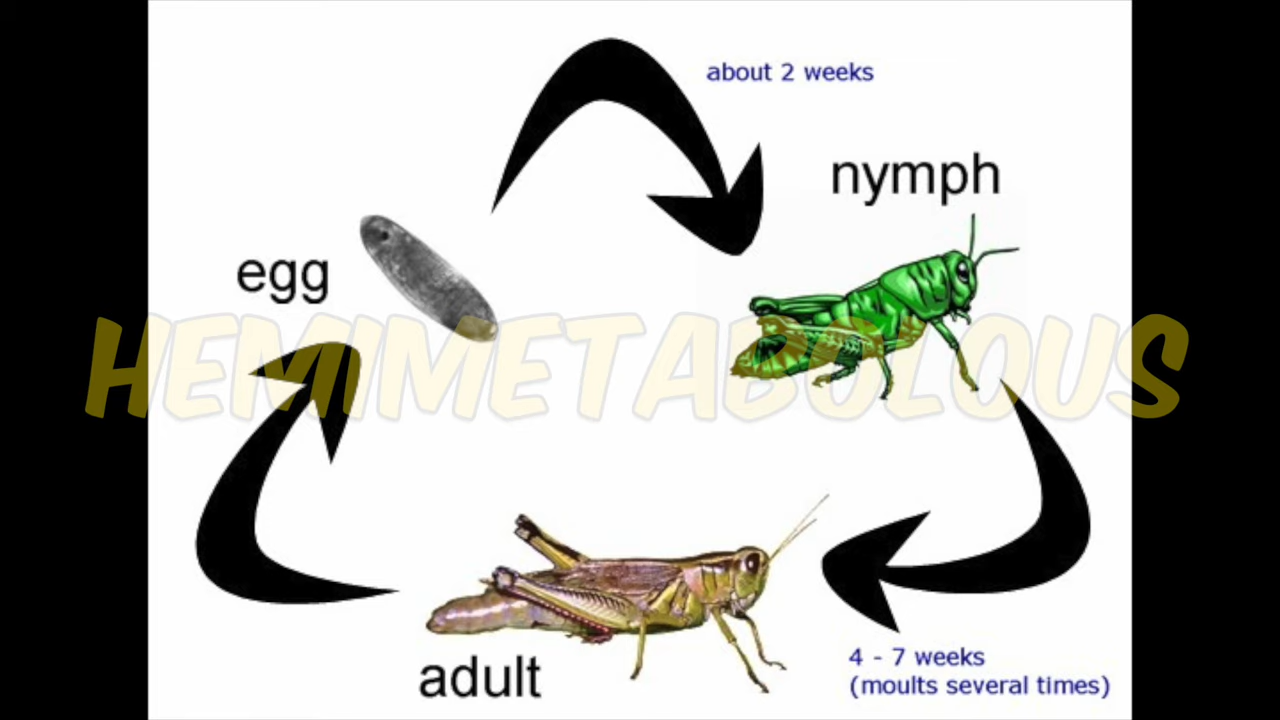 about 2 weeks
nymph
egg
HEMIMETABOLOUS
adult
4 - 7 weeks
(moults several times)